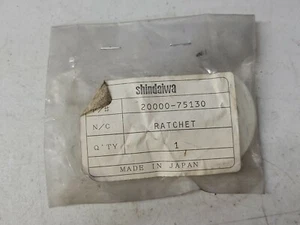 shindaiwa
20000-75130
N/C RATCHET
Q'TY 1
MADE IN JAPAN